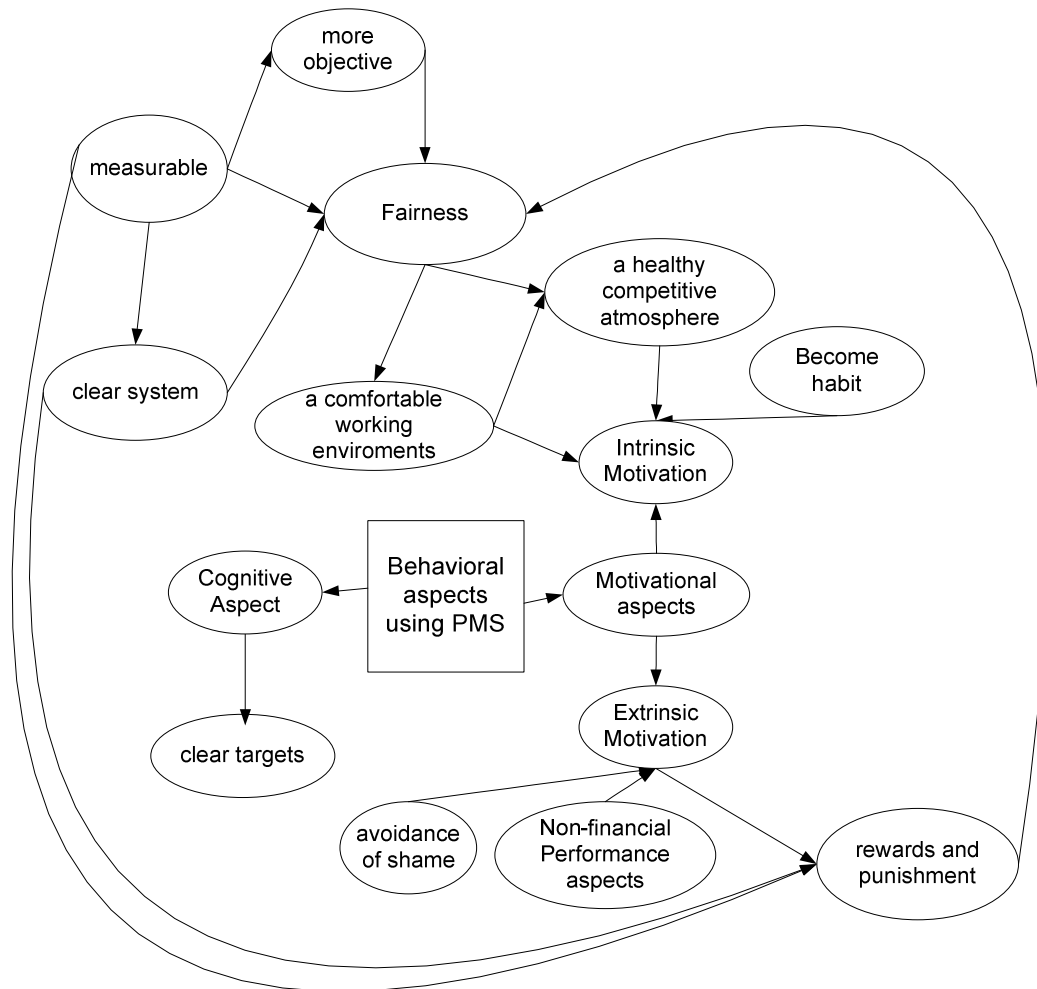 more
objective
measurable
Fairness
a healthy
competitive
atmosphere
Become
habit
clear system
a comfortable
working
enviroments
Intrinsic
Motivation
Behavioral
aspects
using PMS
Cognitive
Aspect
Motivational
aspects
Extrinsic
Motivation
clear targets
avoidance
of shame
Non-financial
Performance
aspects
rewards and
punishment